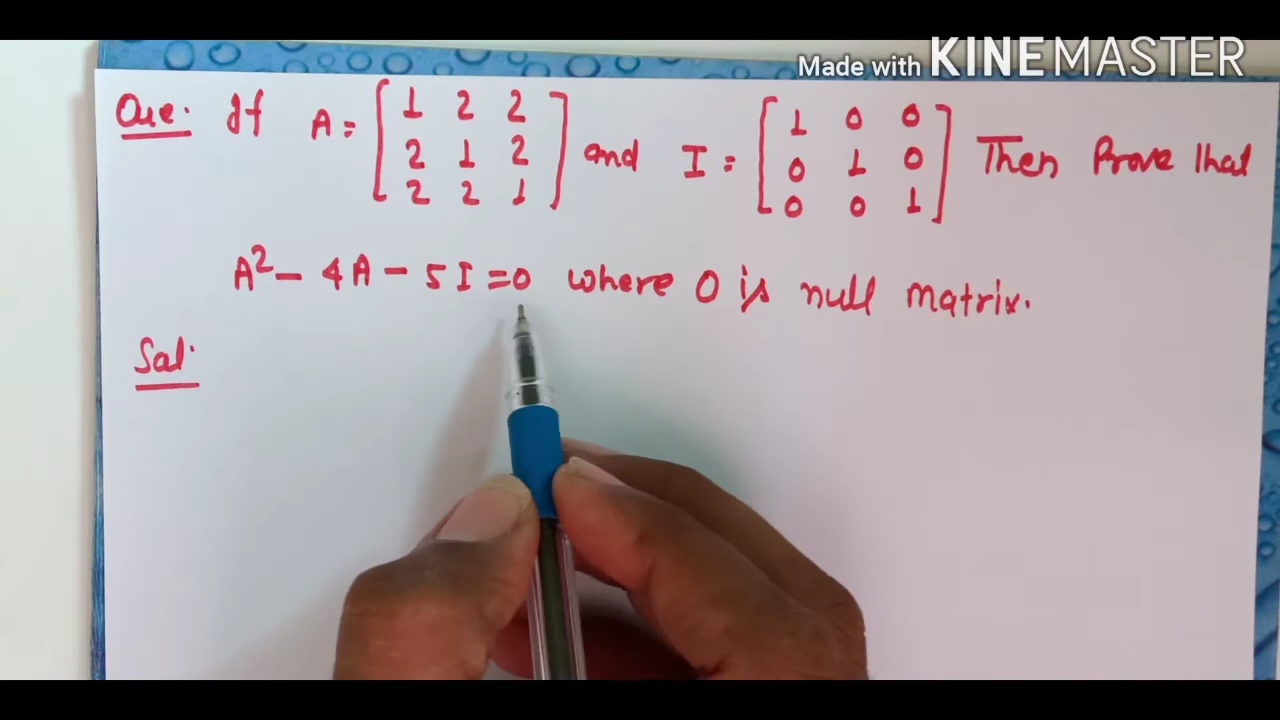 Made with KINEMASTER
Que. If A = [ 1 2 2 ] and I = [ 1 0 0 ] Then Prove that
2 1 2 0 1 0
2 2 1 0 0 1
A² - 4A - 5I = 0 where O is null matrix.
Sol.